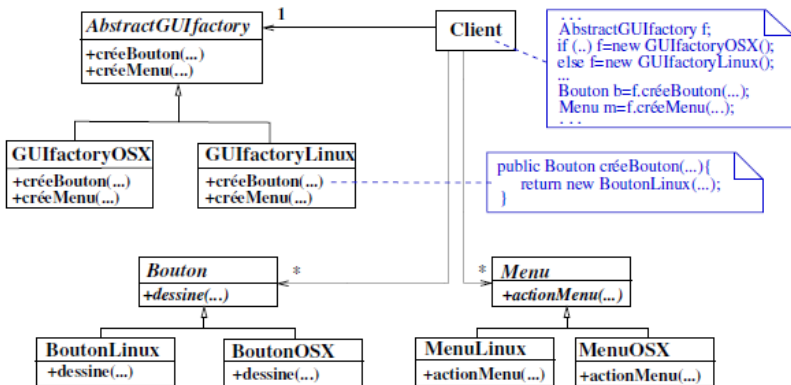 AbstractGUIfactory
+créeBouton(...)
+créeMenu(...)
1
Client
. . .
AbstractGUIfactory f;
if (..) f=new GUIfactoryOSX();
else f=new GUIfactoryLinux();
...
Bouton b=f.créeBouton(...);
Menu m=f.créeMenu(...);
. . .
GUIfactoryOSX
+créeBouton(...)
+créeMenu(...)
GUIfactoryLinux
+créeBouton(...)
+créeMenu(...)
public Bouton créeBouton(...){
return new BoutonLinux(...);
}
Bouton
+dessine(...)
*
*
Menu
+actionMenu(...)
BoutonLinux
+dessine(...)
BoutonOSX
+dessine(...)
MenuLinux
+actionMenu(...)
MenuOSX
+actionMenu(...)